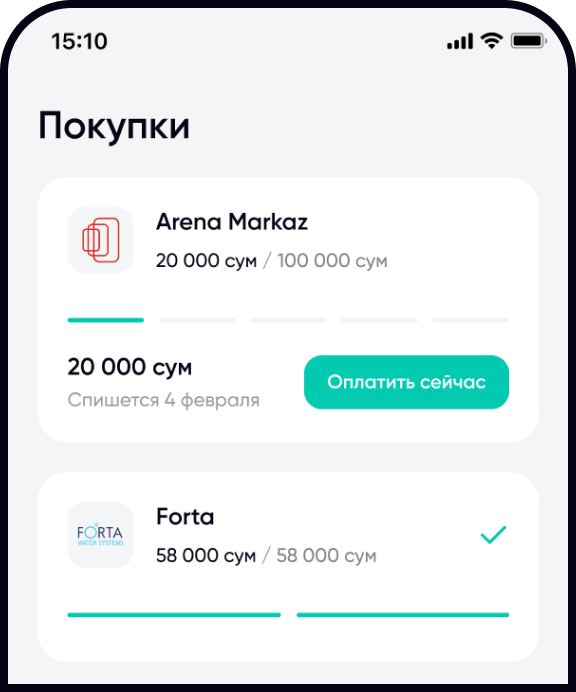 15:10
Покупки
Arena Markaz
20 000 сум / 100 000 сум
20 000 сум
Спишется 4 февраля
Оплатить сейчас
FORTA
WATER SYSTEMS
Forta
58 000 сум / 58 000 сум